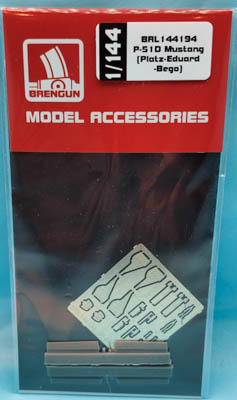 BRENGUN
1/144
BRL144194
P-51D Mustang
(Platz-Eduard
-Bego)
MODEL ACCESSORIES